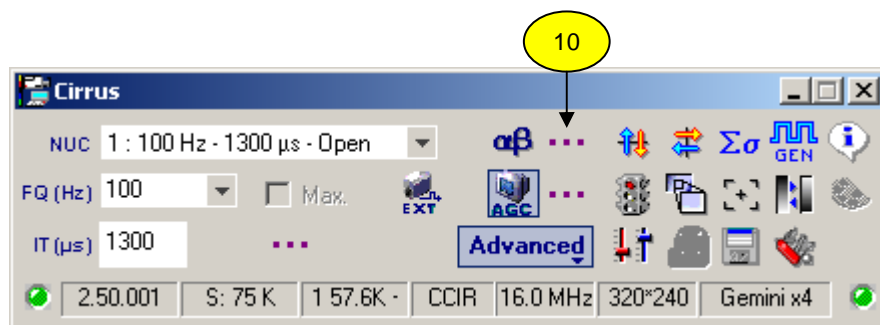 10
Cirrus
NUC 1 : 100 Hz - 1300 µs - Open αβ ... Σσ GEN i
FQ (Hz) 100 Max. EXT AGC ...
IT (µs) 1300 ... Advanced
2.50.001 S: 75 K 1 57.6K - CCIR 16.0 MHz 320*240 Gemini x4